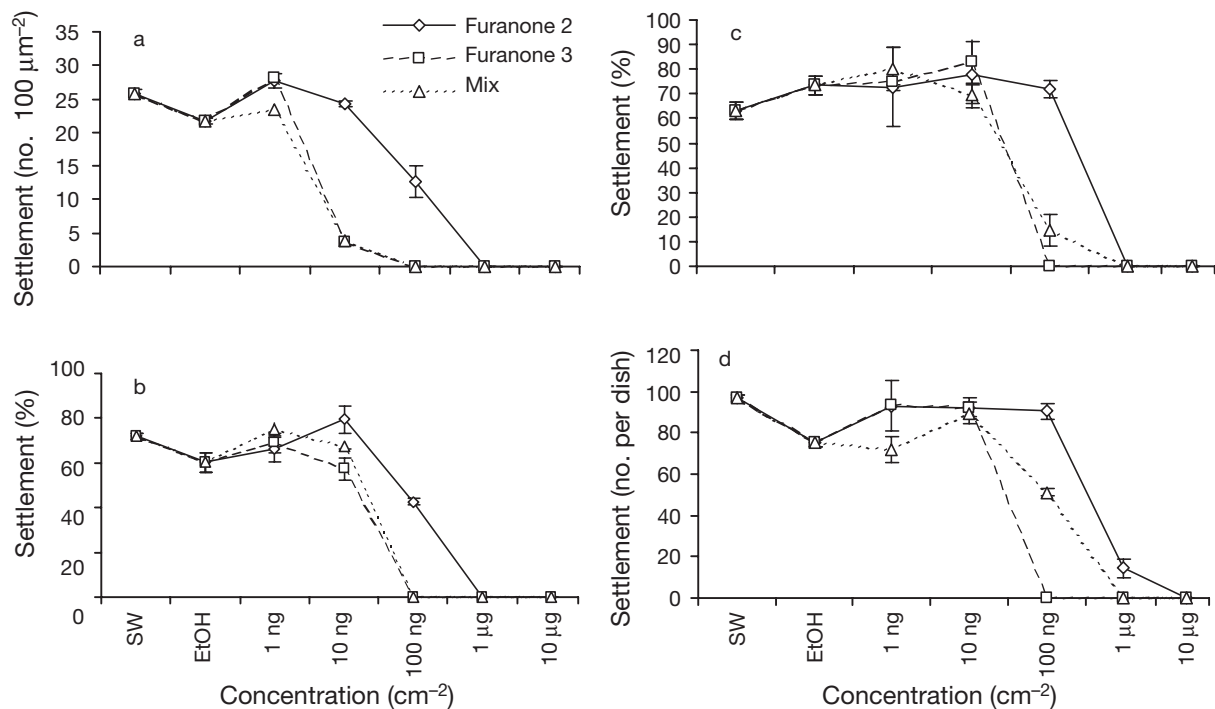 a
Furanone 2
Furanone 3
Mix
Settlement (no. 100 µm–2)
35
30
25
20
15
10
5
0
c
Settlement (%)
100
90
80
70
60
50
40
30
20
10
0
b
Settlement (%)
100
80
60
40
20
0
SW
EtOH
1 ng
10 ng
100 ng
1 µg
10 µg
Concentration (cm–2)
d
Settlement (no. per dish)
120
100
80
60
40
20
0
SW
EtOH
1 ng
10 ng
100 ng
1 µg
10 µg
Concentration (cm–2)